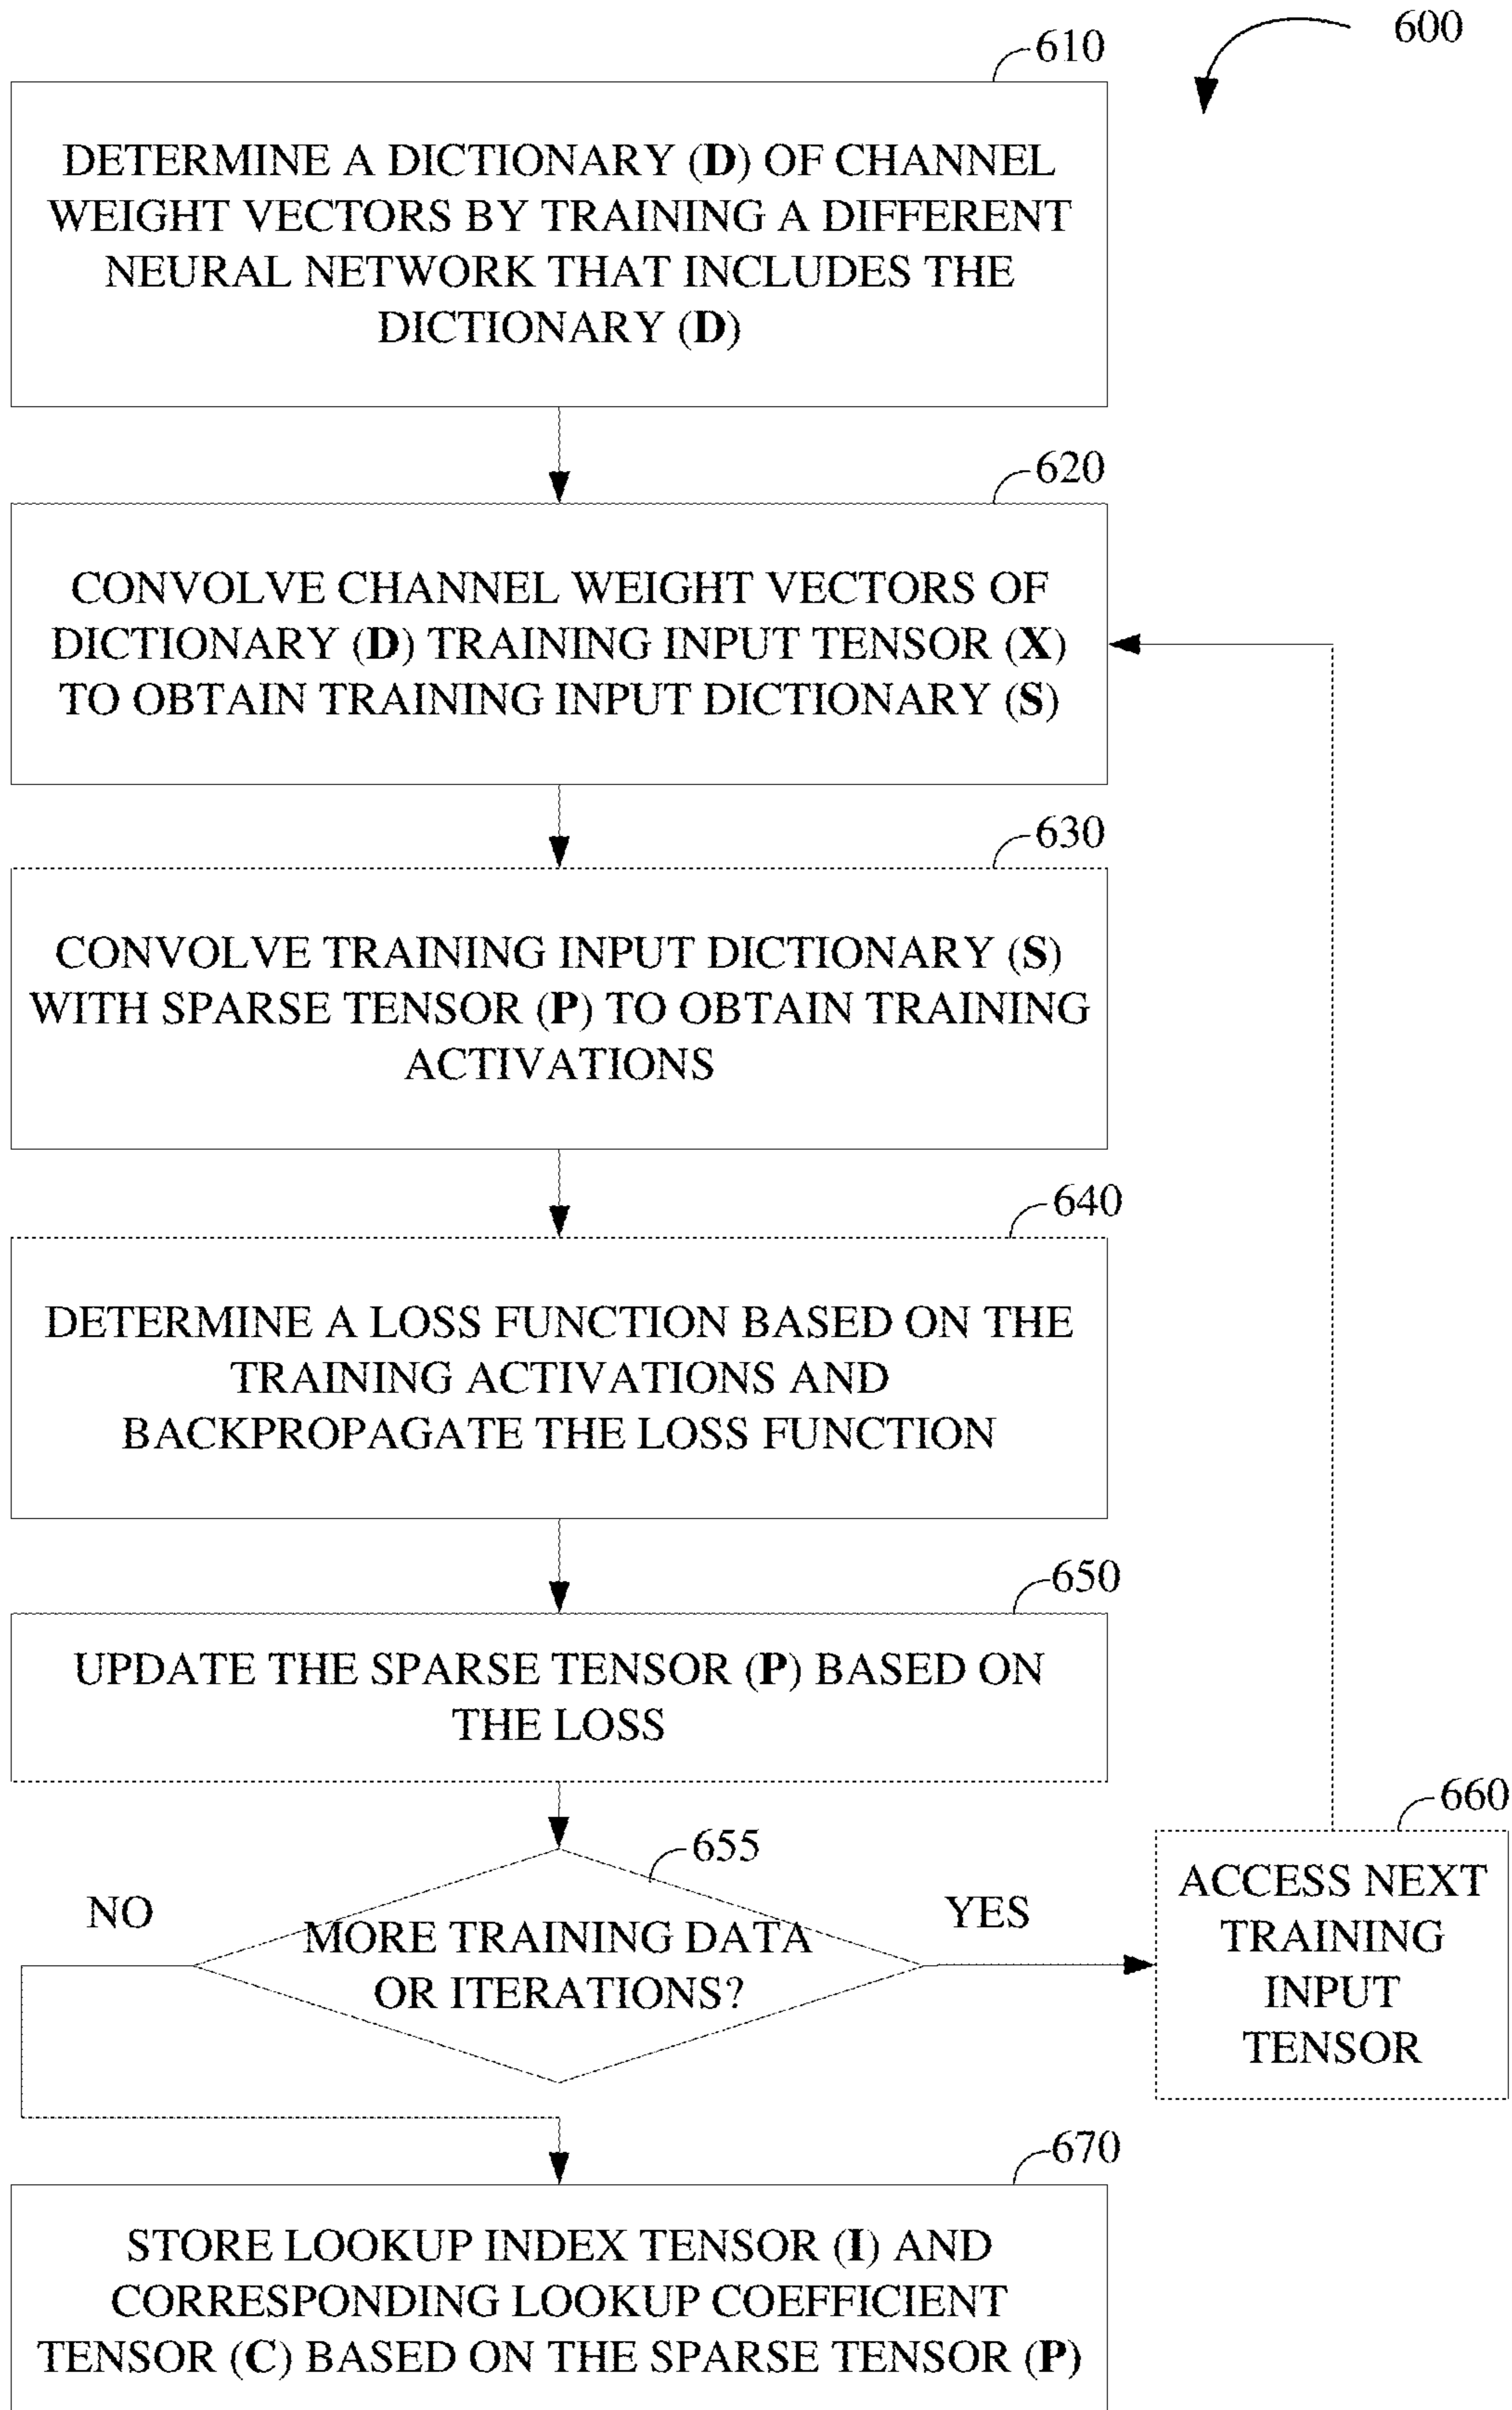 600
610
DETERMINE A DICTIONARY (D) OF CHANNEL
WEIGHT VECTORS BY TRAINING A DIFFERENT
NEURAL NETWORK THAT INCLUDES THE
DICTIONARY (D)
620
CONVOLVE CHANNEL WEIGHT VECTORS OF
DICTIONARY (D) TRAINING INPUT TENSOR (X)
TO OBTAIN TRAINING INPUT DICTIONARY (S)
630
CONVOLVE TRAINING INPUT DICTIONARY (S)
WITH SPARSE TENSOR (P) TO OBTAIN TRAINING
ACTIVATIONS
640
DETERMINE A LOSS FUNCTION BASED ON THE
TRAINING ACTIVATIONS AND
BACKPROPAGATE THE LOSS FUNCTION
650
UPDATE THE SPARSE TENSOR (P) BASED ON
THE LOSS
655
NO
MORE TRAINING DATA
OR ITERATIONS?
YES
660
ACCESS NEXT
TRAINING
INPUT
TENSOR
670
STORE LOOKUP INDEX TENSOR (I) AND
CORRESPONDING LOOKUP COEFFICIENT
TENSOR (C) BASED ON THE SPARSE TENSOR (P)